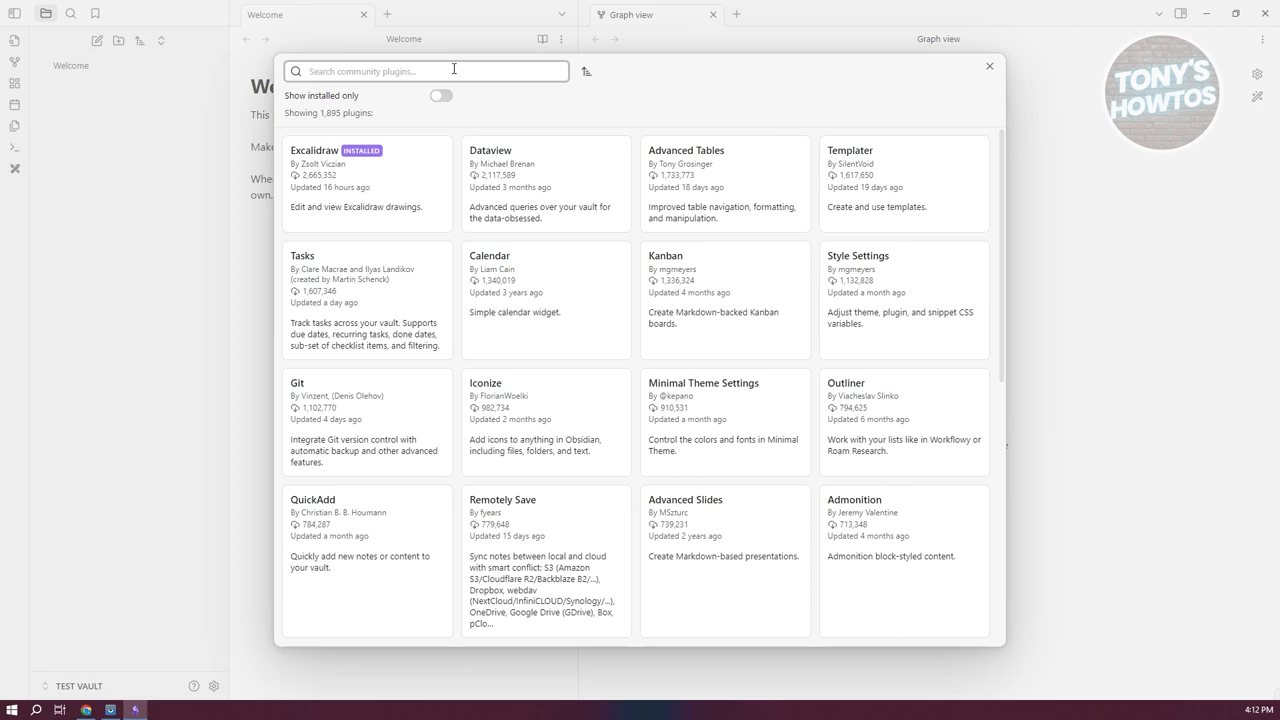 Welcome
Graph view
Welcome
Graph view
Welcome
We
This
Make
Whe
own.
TONY'S
HOWTOS
Search community plugins...
Show installed only
Showing 1,895 plugins:
Excalidraw INSTALLED
By Zsolt Viczian
2,665,352
Updated 16 hours ago
Edit and view Excalidraw drawings.
Dataview
By Michael Brenan
2,117,589
Updated 3 months ago
Advanced queries over your vault for
the data-obsessed.
Advanced Tables
By Tony Grosinger
1,733,773
Updated 18 days ago
Improved table navigation, formatting,
and manipulation.
Templater
By SilentVoid
1,617,650
Updated 19 days ago
Create and use templates.
Tasks
By Clare Macrae and Ilyas Landikov
(created by Martin Schenck)
1,607,346
Updated a day ago
Track tasks across your vault. Supports
due dates, recurring tasks, done dates,
sub-set of checklist items, and filtering.
Calendar
By Liam Cain
1,340,019
Updated 3 years ago
Simple calendar widget.
Kanban
By mgmeyers
1,336,324
Updated 4 months ago
Create Markdown-backed Kanban
boards.
Style Settings
By mgmeyers
1,132,828
Updated a month ago
Adjust theme, plugin, and snippet CSS
variables.
Git
By Vinzent, (Denis Olehov)
1,102,770
Updated 4 days ago
Integrate Git version control with
automatic backup and other advanced
features.
Iconize
By FlorianWoelki
982,734
Updated 2 months ago
Add icons to anything in Obsidian,
including files, folders, and text.
Minimal Theme Settings
By @kepano
910,531
Updated a month ago
Control the colors and fonts in Minimal
Theme.
Outliner
By Viacheslav Slinko
794,625
Updated 6 months ago
Work with your lists like in Workflowy or
Roam Research.
QuickAdd
By Christian B. B. Houmann
784,287
Updated a month ago
Quickly add new notes or content to
your vault.
Remotely Save
By fyears
779,648
Updated 15 days ago
Sync notes between local and cloud
with smart conflict: S3 (Amazon
S3/Cloudflare R2/Backblaze B2/...),
Dropbox, webdav
(NextCloud/InfiniCLOUD/Synology/...),
OneDrive, Google Drive (GDrive), Box,
pClo...
Advanced Slides
By MSzturc
739,231
Updated 2 years ago
Create Markdown-based presentations.
Admonition
By Jeremy Valentine
713,348
Updated 4 months ago
Admonition block-styled content.
TEST VAULT
4:12 PM